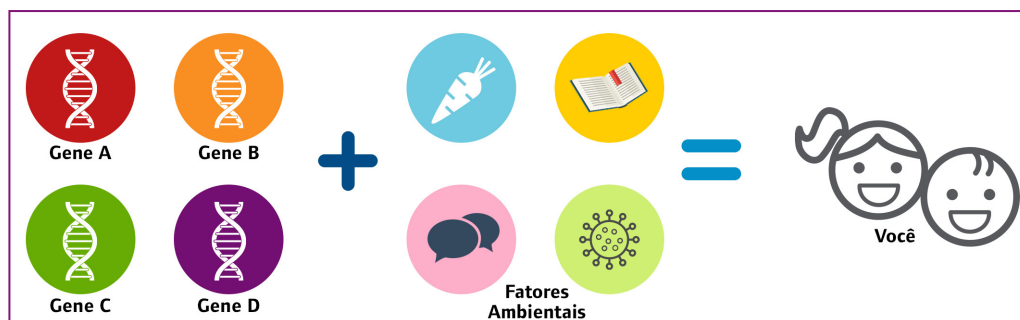 Gene A
Gene B
Gene C
Gene D
Fatores
Ambientais
Você